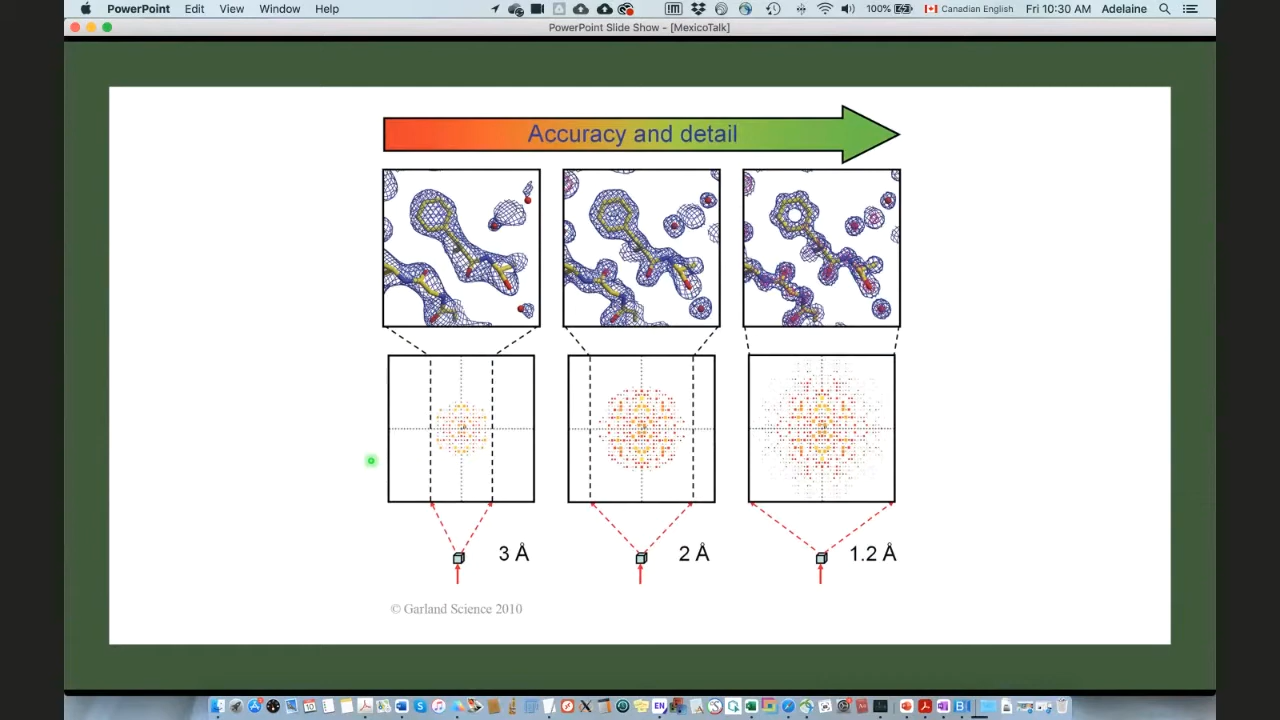 PowerPoint Edit View Window Help 100% Canadian English Fri 10:30 AM Adelaine
PowerPoint Slide Show - [MexicoTalk]
Accuracy and detail
3 Å 2 Å 1.2 Å
© Garland Science 2010